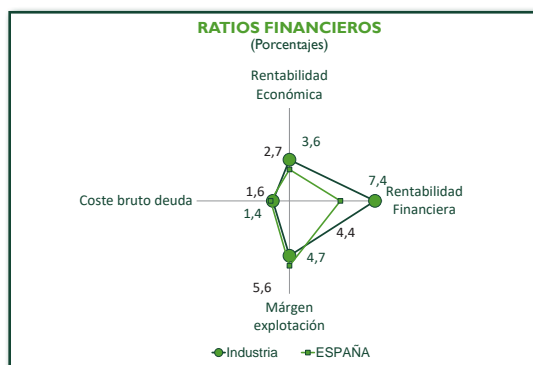 RATIOS FINANCIEROS
(Porcentajes)
Rentabilidad
Económica
2,7
3,6
7,4
1,6
Coste bruto deuda
Rentabilidad
Financiera
1,4
4,4
4,7
5,6
Márgen
explotación
Industria
ESPAÑA